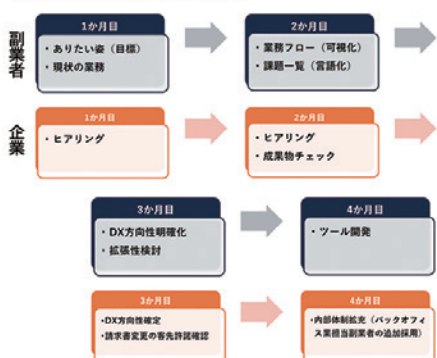 副業者
1か月目
・ありたい姿（目標）
・現状の業務
2か月目
・業務フロー（可視化）
・課題一覧（言語化）
企業
1か月目
・ヒアリング
2か月目
・ヒアリング
・成果物チェック
3か月目
・DX方向性明確化
・拡張性検討
4か月目
・ツール開発
3か月目
・DX方向性確定
・請求書変更の客先許諾確認
4か月目
・内部体制拡充（バックオフィ
ス業担当副業者の追加採用）